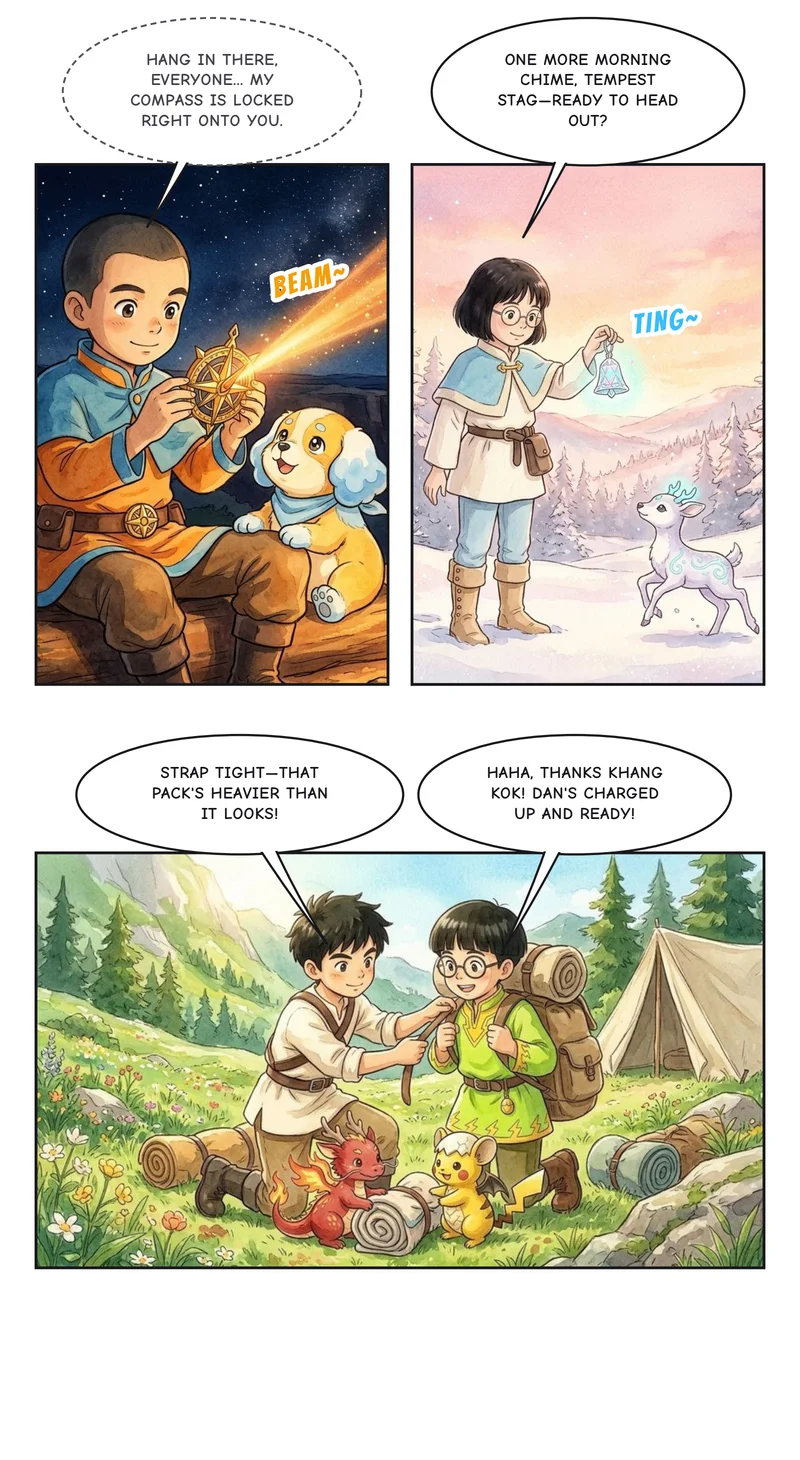 HANG IN THERE,
EVERYONE... MY
COMPASS IS LOCKED
RIGHT ONTO YOU.
BEAM~
ONE MORE MORNING
CHIME, TEMPEST
STAG—READY TO HEAD
OUT?
TING~
STRAP TIGHT—THAT
PACK'S HEAVIER THAN
IT LOOKS!
HAHA, THANKS KHANG
KOK! DAN'S CHARGED
UP AND READY!